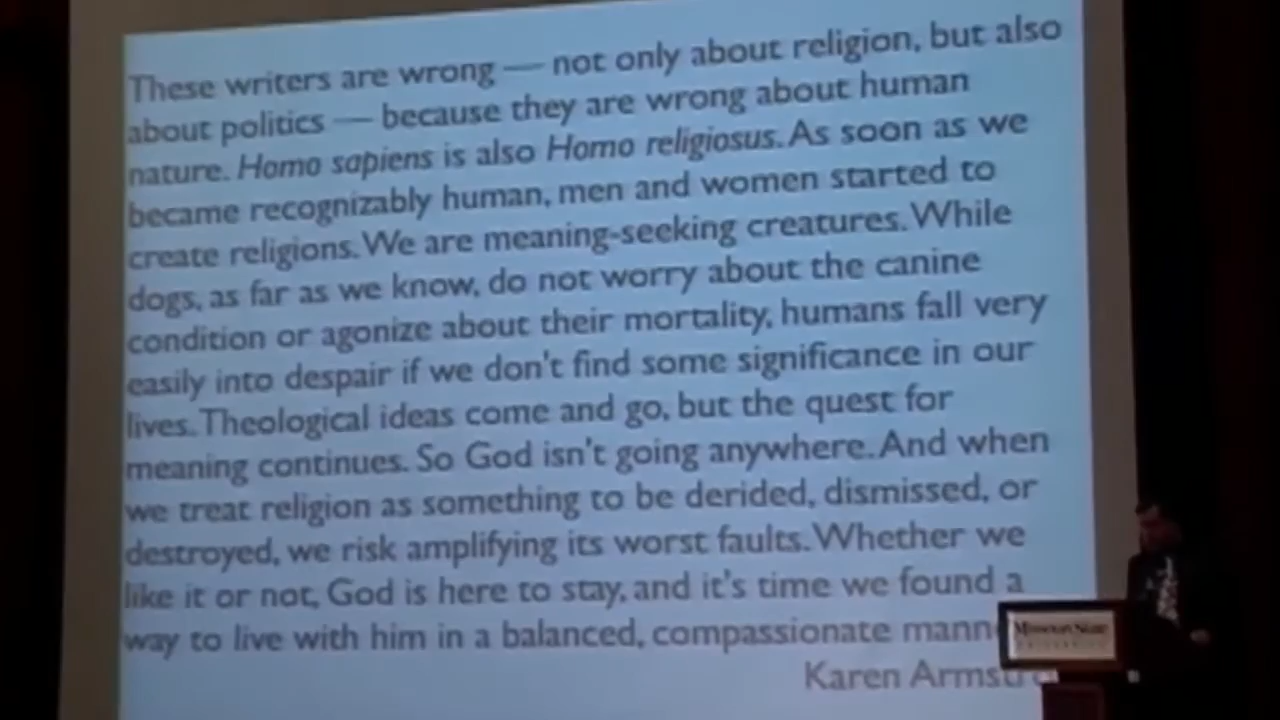 These writers are wrong — not only about religion, but also
about politics — because they are wrong about human
nature. Homo sapiens is also Homo religiosus. As soon as we
became recognizably human, men and women started to
create religions. We are meaning-seeking creatures. While
dogs, as far as we know, do not worry about the canine
condition or agonize about their mortality, humans fall very
easily into despair if we don't find some significance in our
lives. Theological ideas come and go, but the quest for
meaning continues. So God isn't going anywhere. And when
we treat religion as something to be derided, dismissed, or
destroyed, we risk amplifying its worst faults. Whether we
like it or not, God is here to stay, and it's time we found a
way to live with him in a balanced, compassionate mann
Karen Armstro
Missouri State
UNIVERSITY